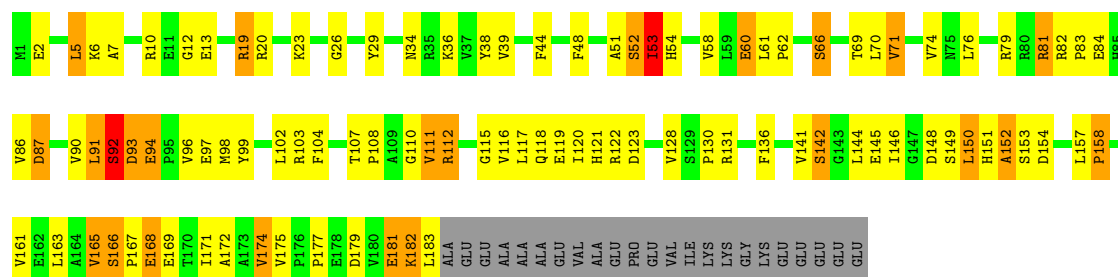 M1 E2 L5 K6 A7 R10 E11 G12 E13 R19 R20 K23 G26 Y29 N34 R35 K36 V37 Y38 V39 F44 F48 A51 S52 I53 H54 V58 L59 E60 L61 P62 S66 T69 L70 V71 V74 N75 L76 R79 R80 R81 R82 P83 E84 H85
V86 D87 V90 L91 S92 D93 E94 P95 V96 E97 M98 Y99 L102 R103 F104 T107 P108 A109 G110 V111 R112 G115 V116 L117 Q118 E119 I120 H121 R122 D123 V128 S129 P130 R131 F136 V141 S142 G143 L144 E145 I146 G147 D148 S149 L150 H151 A152 S153 D154 L157 P158
V161 E162 L163 A164 V165 S166 P167 E168 E169 T170 I171 A172 A173 V174 V175 P176 P177 E178 D179 V180 E181 K182 L183 ALA GLU GLU ALA ALA ALA ALA GLU VAL ALA GLU PRO GLU VAL ILE LYS LYS GLY LYS GLU GLU GLU GLU GLU